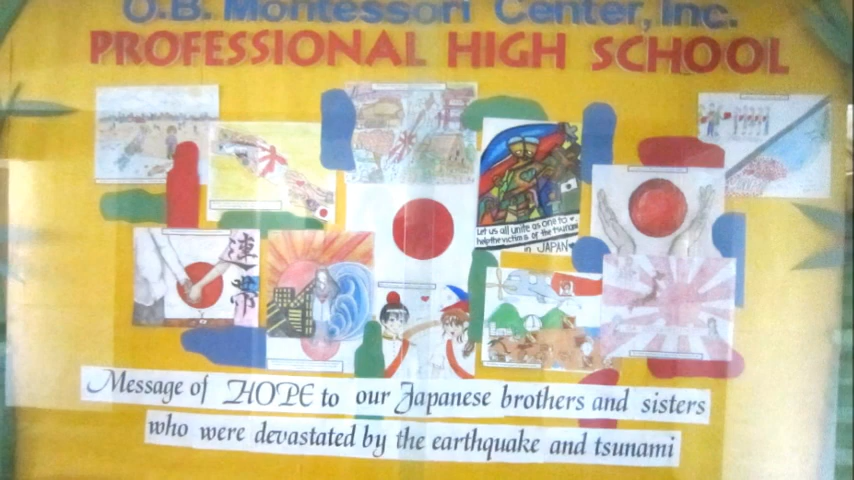 O.B. Montessori Center, Inc.
PROFESSIONAL HIGH SCHOOL
Let us all unite as one to
help the victims of the tsunami
in JAPAN
連
帯
Message of HOPE to our Japanese brothers and sisters
who were devastated by the earthquake and tsunami